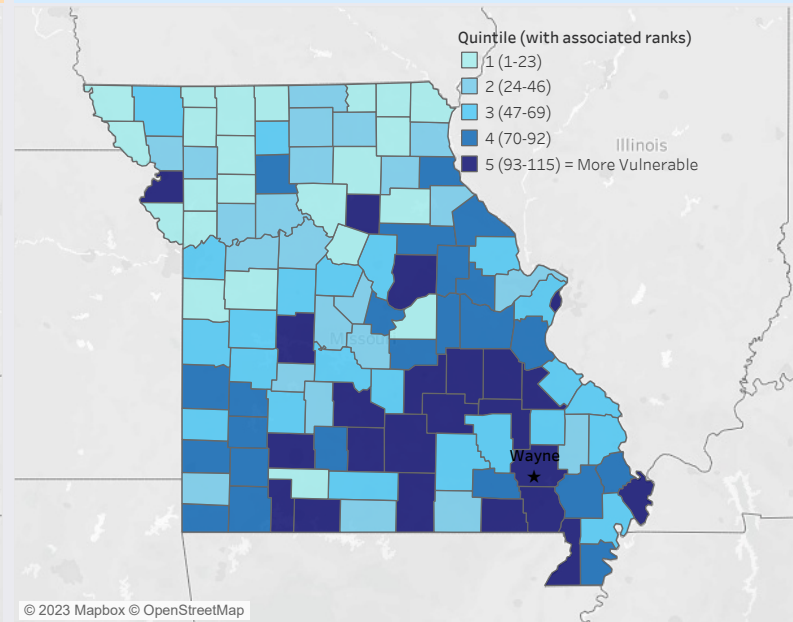 Quintile (with associated ranks)
1 (1-23)
2 (24-46)
3 (47-69)
4 (70-92)
5 (93-115) = More Vulnerable
Illinois
Missouri
Wayne
© 2023 Mapbox © OpenStreetMap